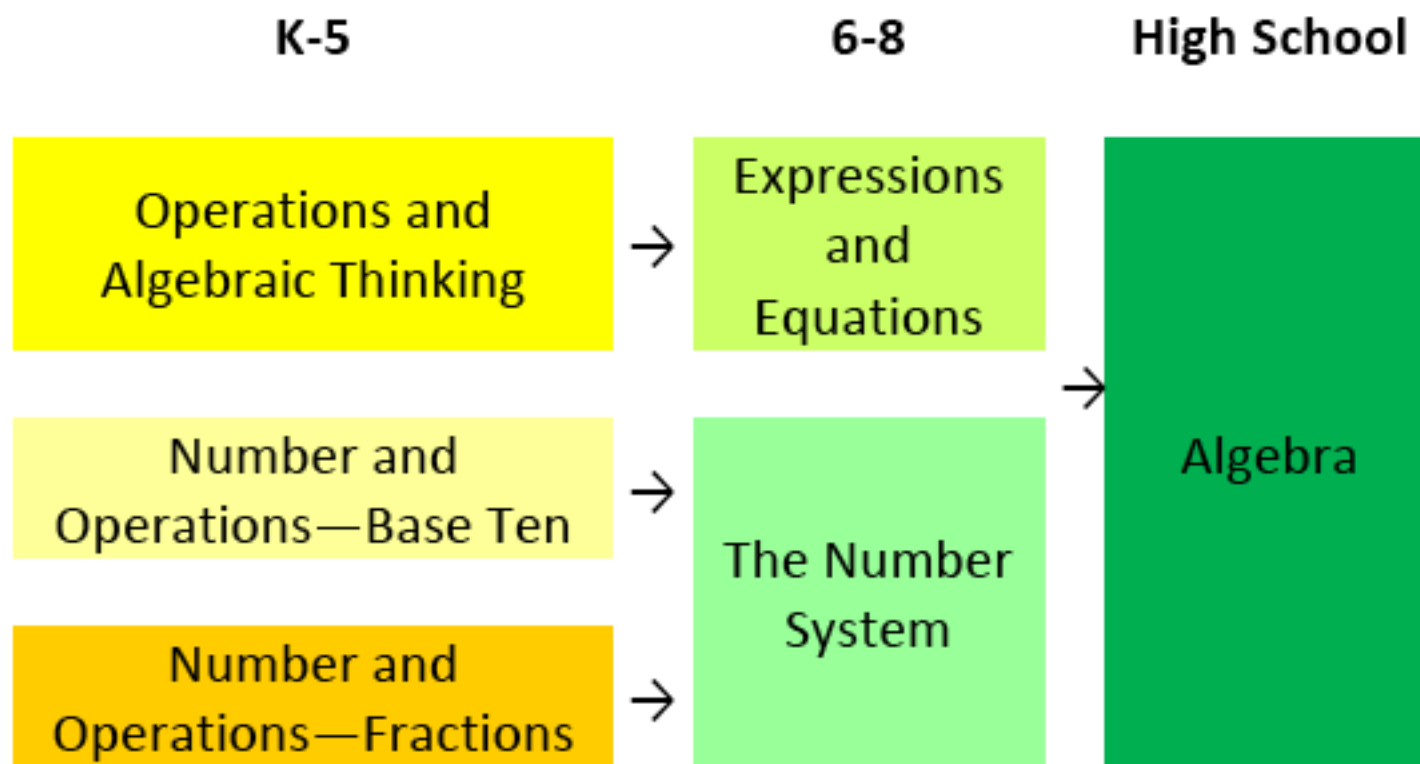 K-5
6-8
High School
Operations and
Algebraic Thinking
→
Expressions
and
Equations
→
Algebra
Number and
Operations—Base Ten
→
The Number
System
Number and
Operations—Fractions
→